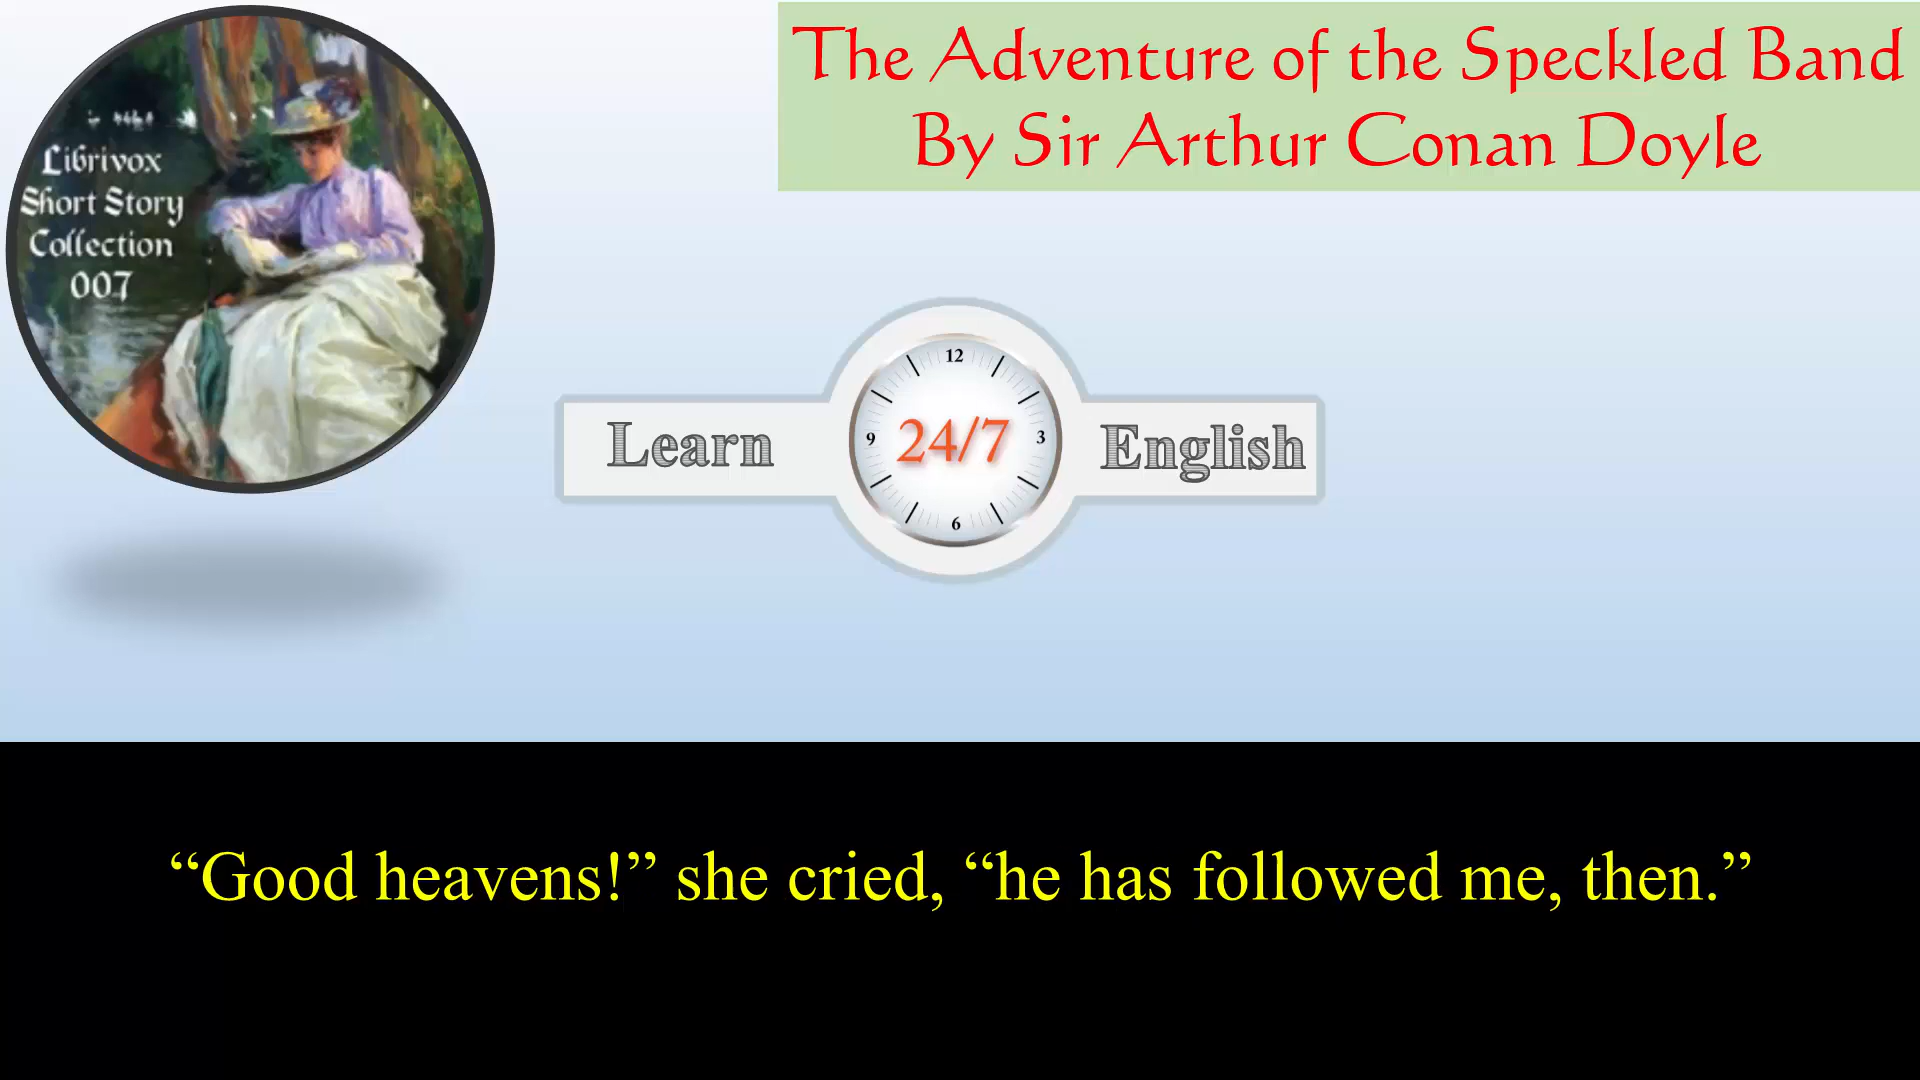 Librivox
Short Story
Collection
007
The Adventure of the Speckled Band
By Sir Arthur Conan Doyle
Learn 24/7 English
12
3
6
9
“Good heavens!” she cried, “he has followed me, then.”